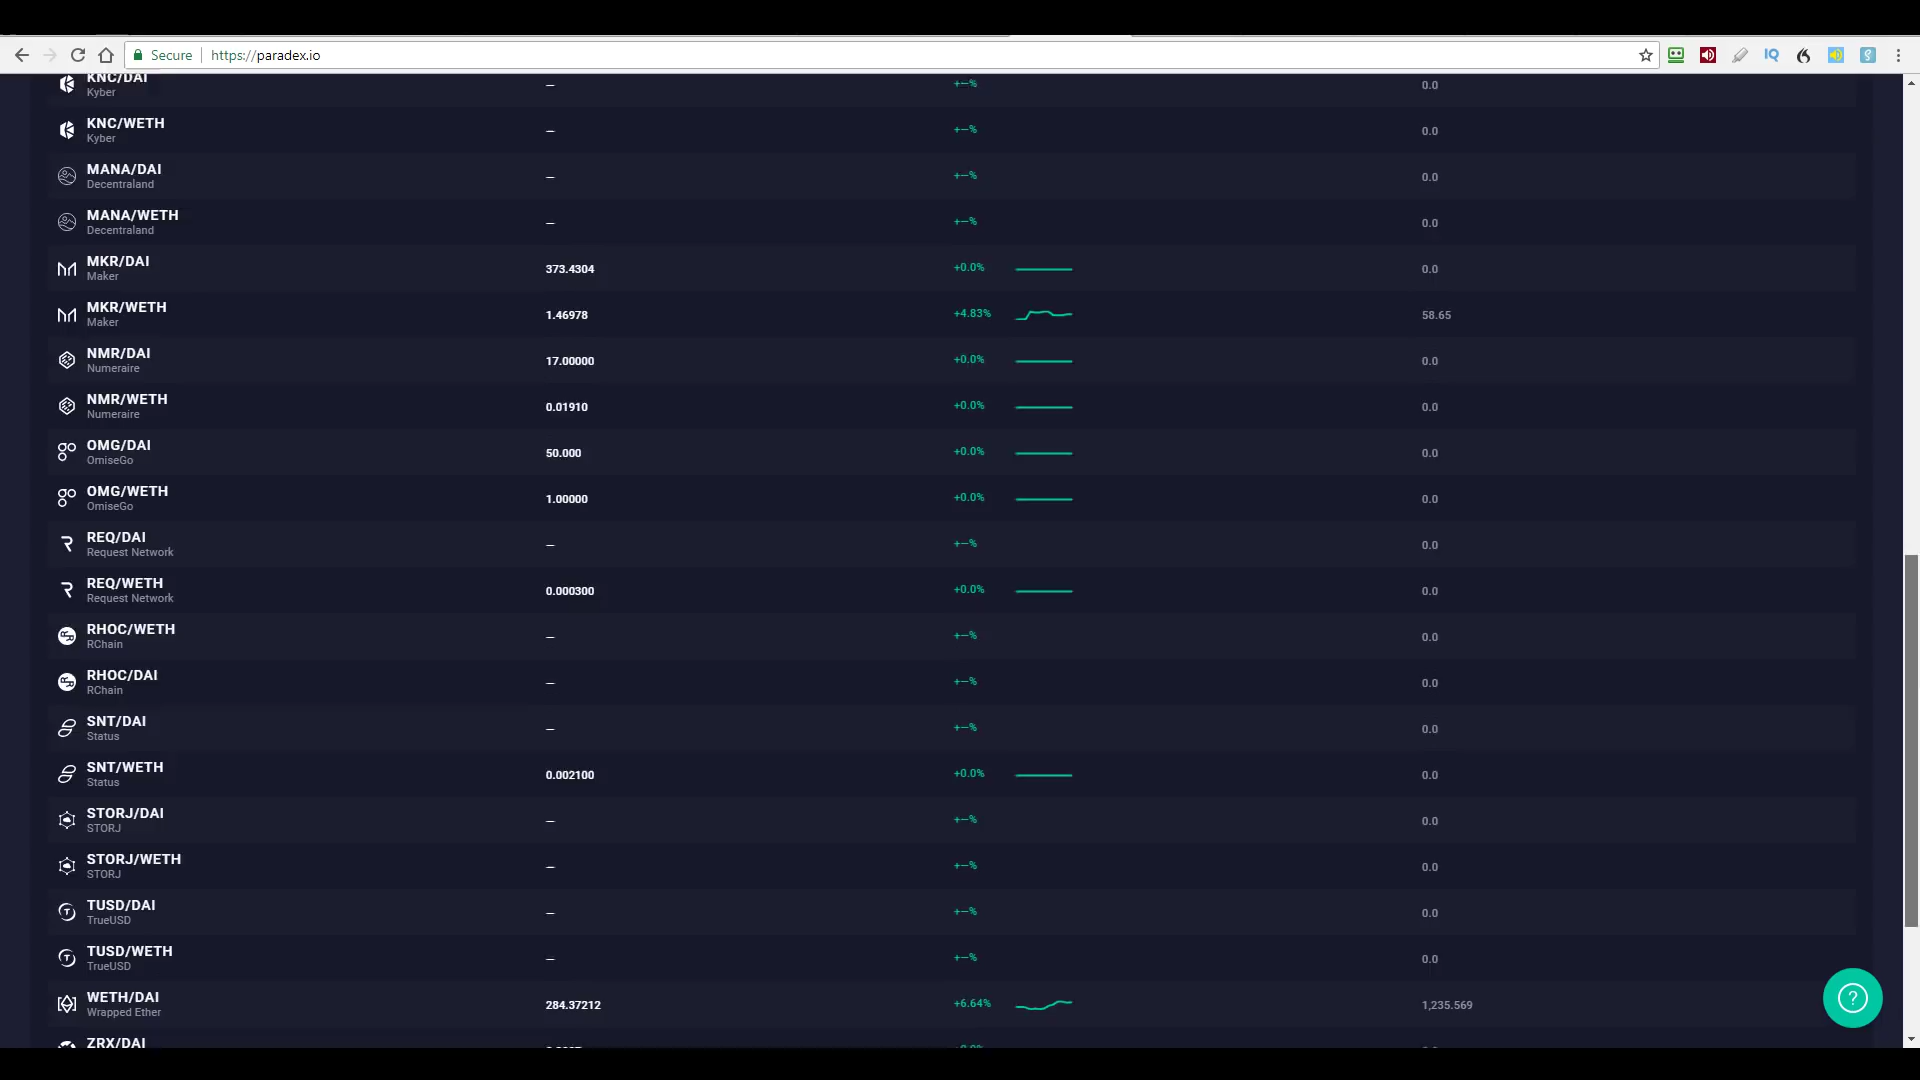 Secure https://paradex.io
KNC/DAI
Kyber
— +--% 0.0
KNC/WETH
Kyber
— +--% 0.0
MANA/DAI
Decentraland
— +--% 0.0
MANA/WETH
Decentraland
— +--% 0.0
MKR/DAI
Maker
373.4304 +0.0% 0.0
MKR/WETH
Maker
1.46978 +4.83% 58.65
NMR/DAI
Numeraire
17.00000 +0.0% 0.0
NMR/WETH
Numeraire
0.01910 +0.0% 0.0
OMG/DAI
OmiseGo
50.000 +0.0% 0.0
OMG/WETH
OmiseGo
1.00000 +0.0% 0.0
REQ/DAI
Request Network
— +--% 0.0
REQ/WETH
Request Network
0.000300 +0.0% 0.0
RHOC/WETH
RChain
— +--% 0.0
RHOC/DAI
RChain
— +--% 0.0
SNT/DAI
Status
— +--% 0.0
SNT/WETH
Status
0.002100 +0.0% 0.0
STORJ/DAI
STORJ
— +--% 0.0
STORJ/WETH
STORJ
— +--% 0.0
TUSD/DAI
TrueUSD
— +--% 0.0
TUSD/WETH
TrueUSD
— +--% 0.0
WETH/DAI
Wrapped Ether
284.37212 +6.64% 1,235.569
ZRX/DAI